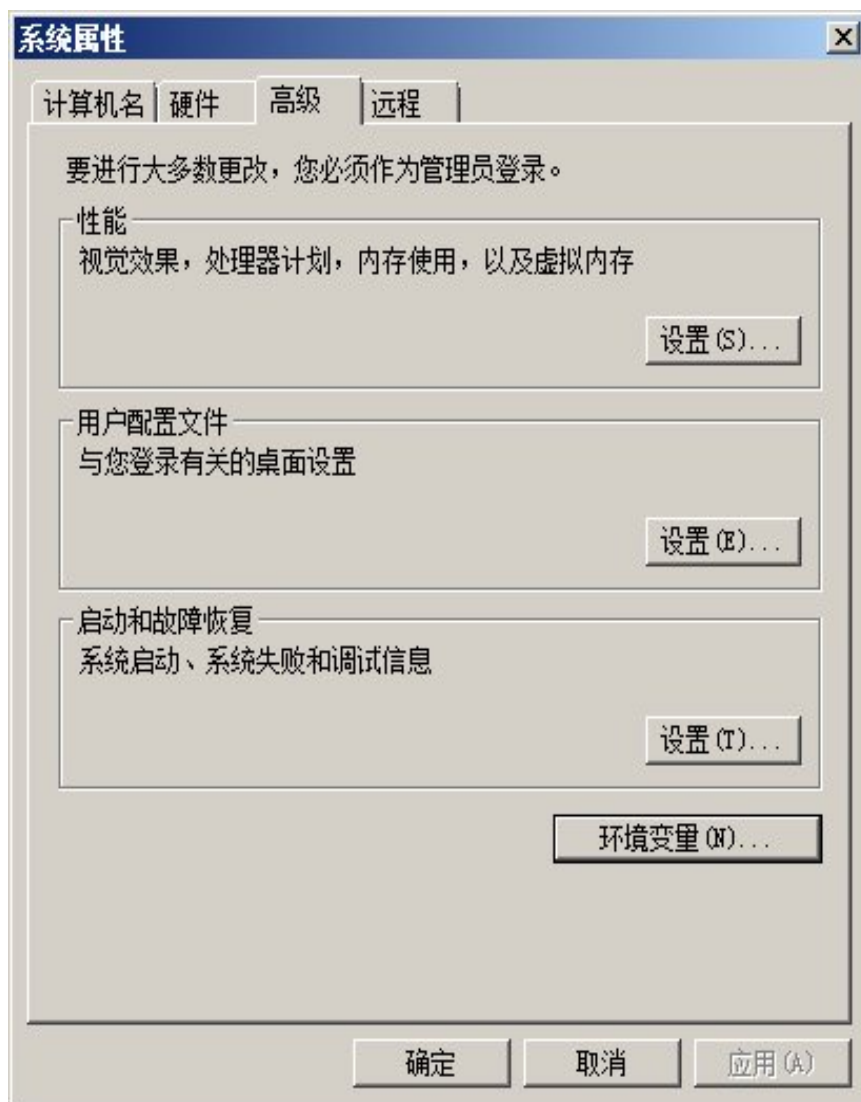 系统属性
计算机名 硬件 高级 远程
要进行大多数更改，您必须作为管理员登录。
性能
视觉效果，处理器计划，内存使用，以及虚拟内存
设置(S)...
用户配置文件
与您登录有关的桌面设置
设置(E)...
启动和故障恢复
系统启动、系统失败和调试信息
设置(T)...
环境变量(N)...
确定 取消 应用(A)